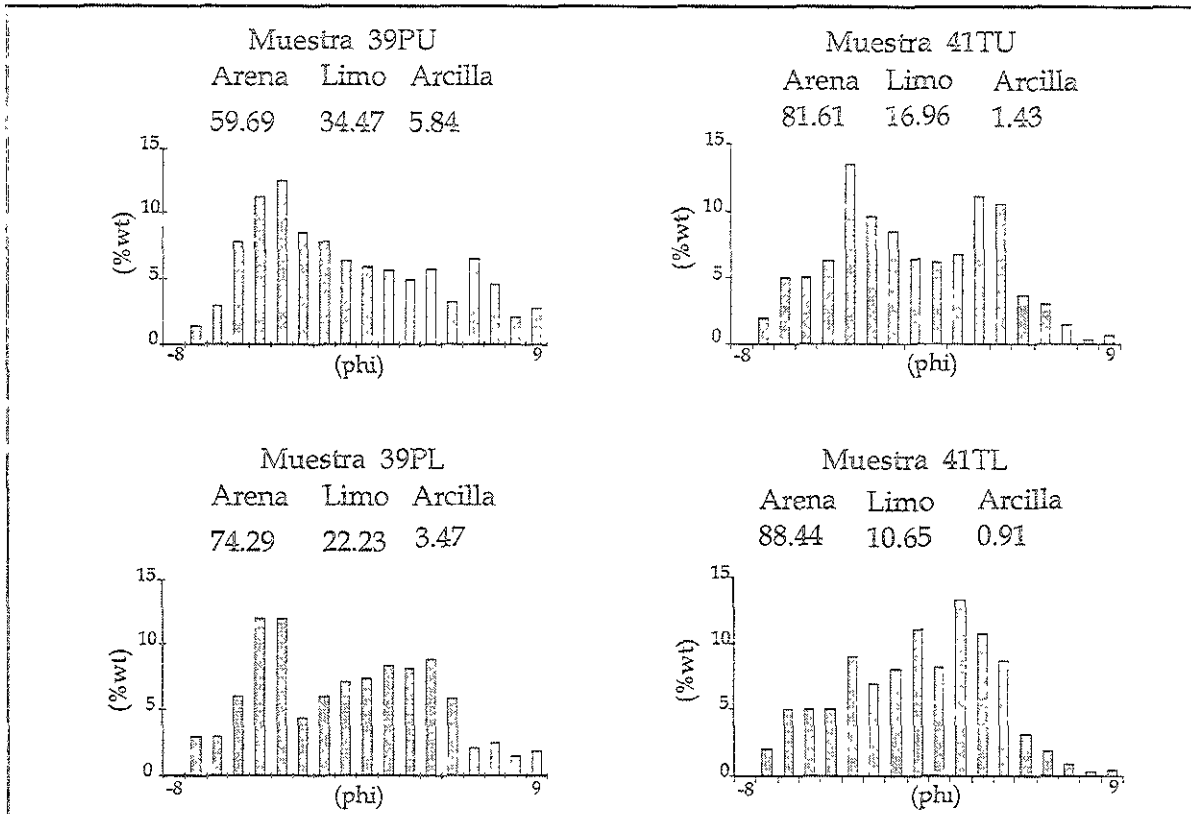 Muestra 39PU
Arena Limo Arcilla
59.69 34.47 5.84
15
10
5
0
(%wt)
-8
9
(phi)
Muestra 41TU
Arena Limo Arcilla
81.61 16.96 1.43
15
10
5
0
(%wt)
-8
9
(phi)
Muestra 39PL
Arena Limo Arcilla
74.29 22.23 3.47
15
10
5
0
(%wt)
-8
9
(phi)
Muestra 41TL
Arena Limo Arcilla
88.44 10.65 0.91
15
10
5
0
(%wt)
-8
9
(phi)